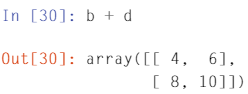 In [30]: b + d
Out[30]: array([[ 4,  6],
                [ 8, 10]])